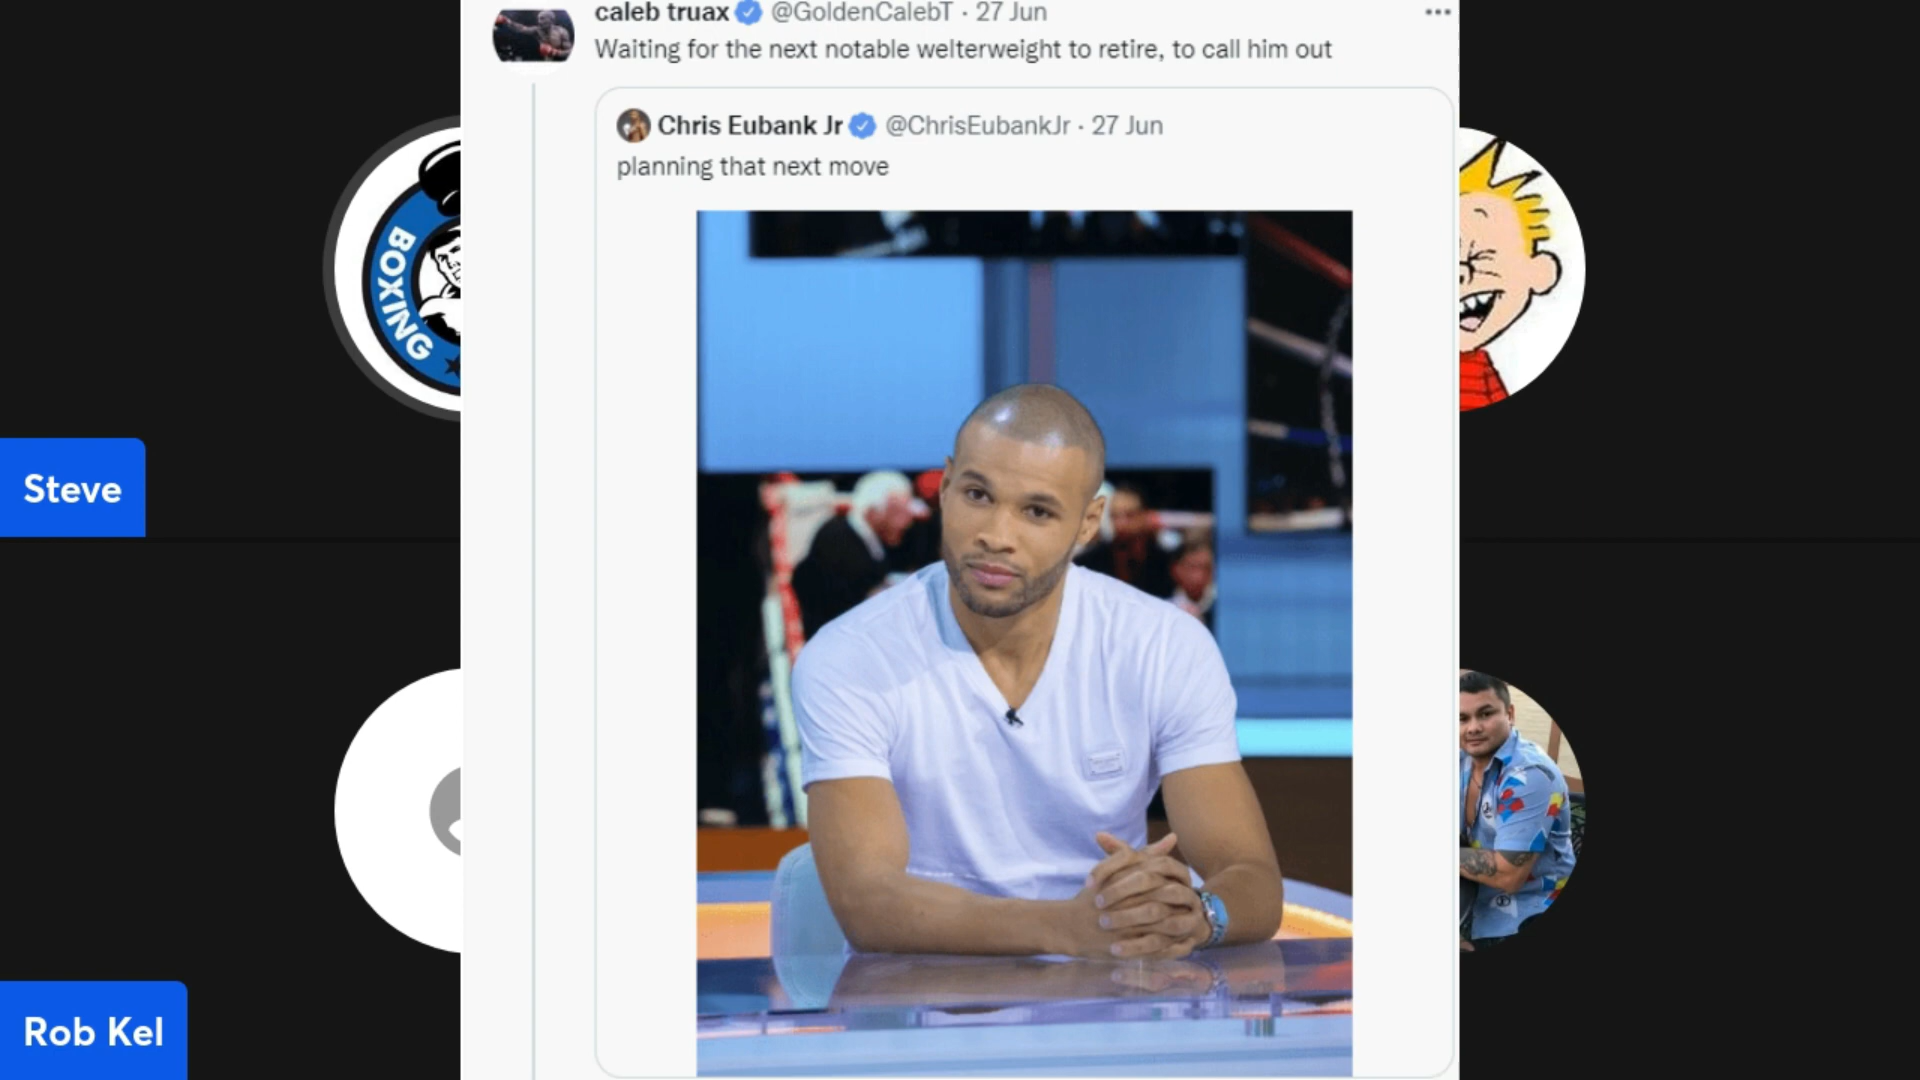 caleb truax @GoldenCalebT · 27 Jun
Waiting for the next notable welterweight to retire, to call him out
Chris Eubank Jr @ChrisEubankJr · 27 Jun
planning that next move
BOXING
Steve
Rob Kel